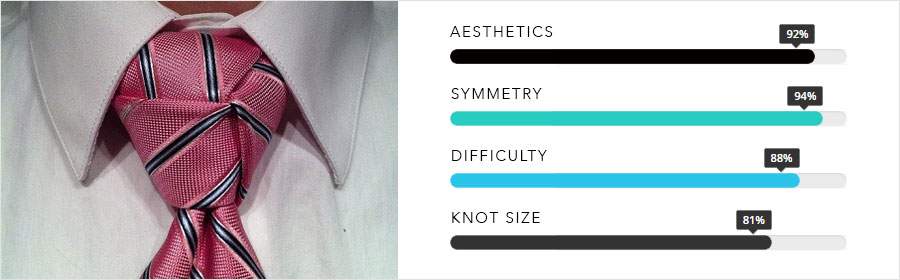 AESTHETICS
92%
SYMMETRY
94%
DIFFICULTY
88%
KNOT SIZE
81%